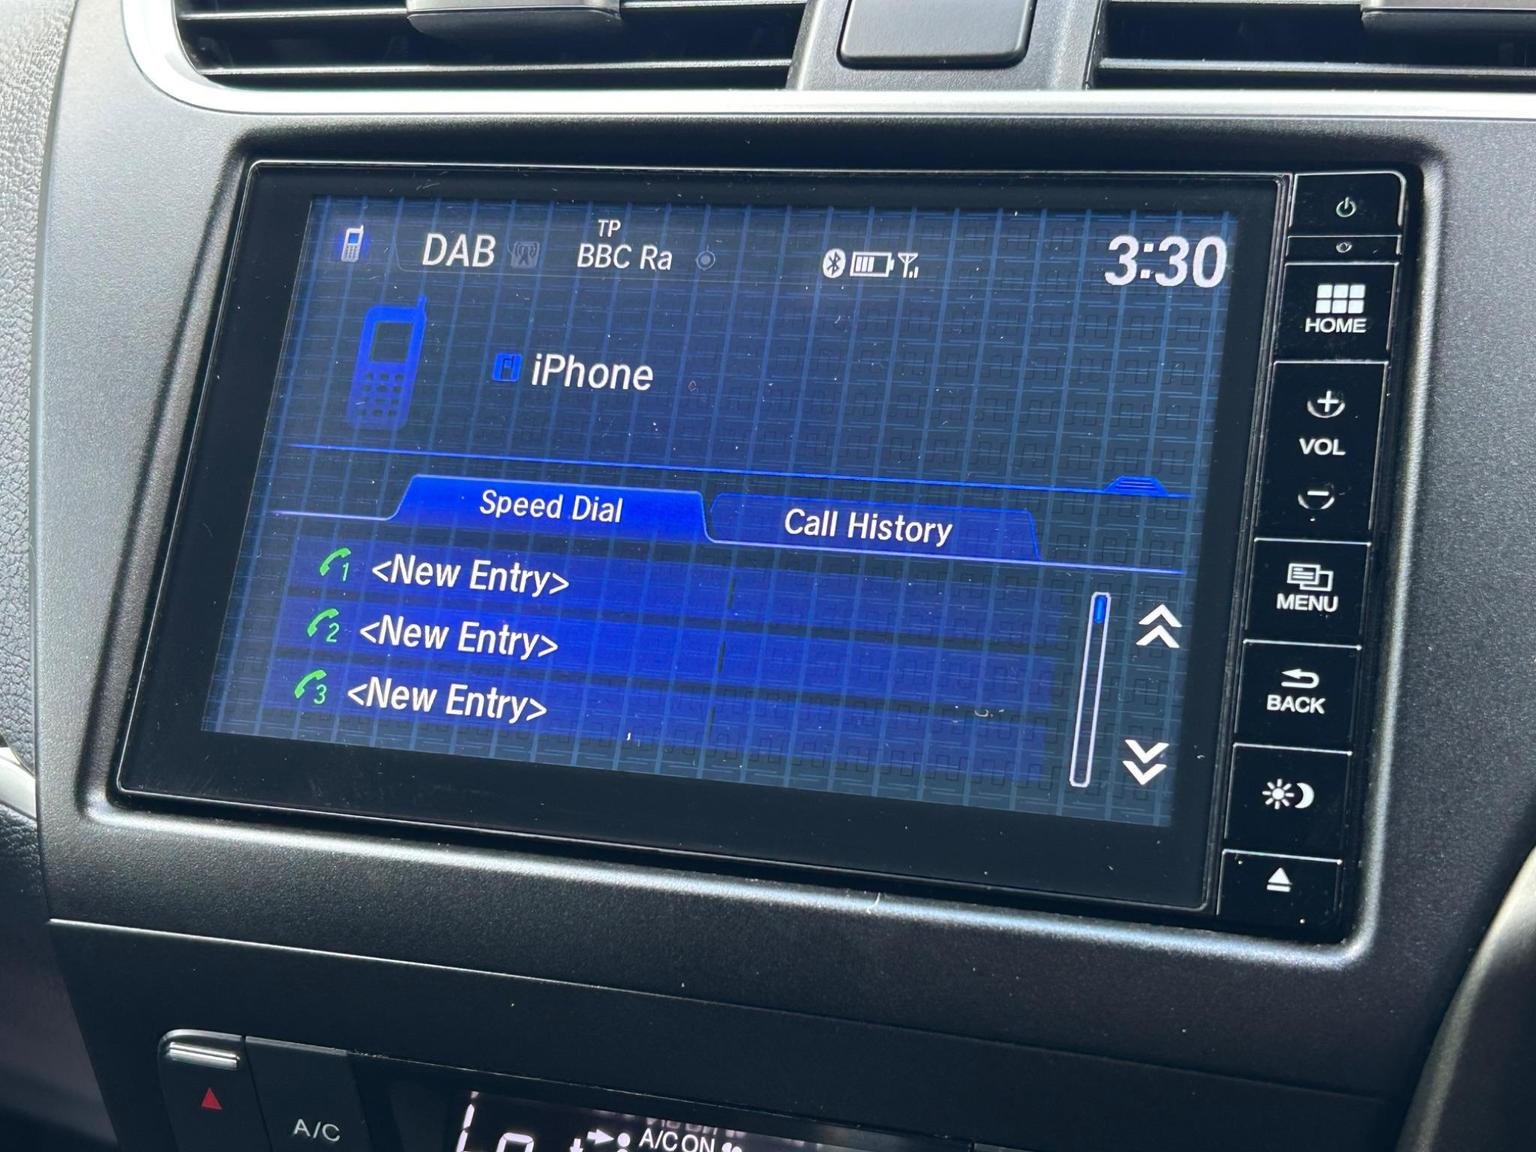 TP
DAB BBC Ra 3:30
iPhone
Speed Dial Call History
1 <New Entry>
2 <New Entry>
3 <New Entry>
HOME
VOL
MENU
BACK
A/C
A/C ON